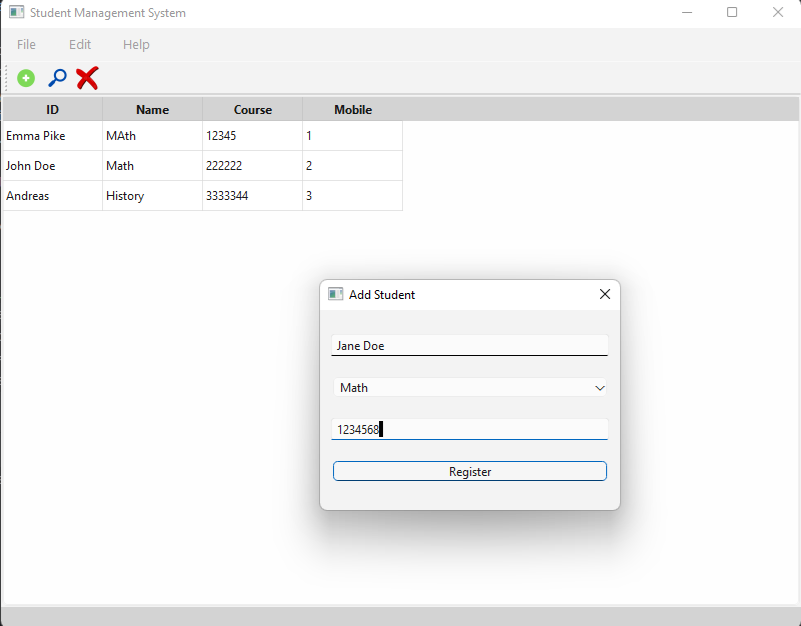 Student Management System
File Edit Help
ID Name Course Mobile
Emma Pike MAth 12345 1
John Doe Math 222222 2
Andreas History 3333344 3
Add Student
Jane Doe
Math
1234568
Register